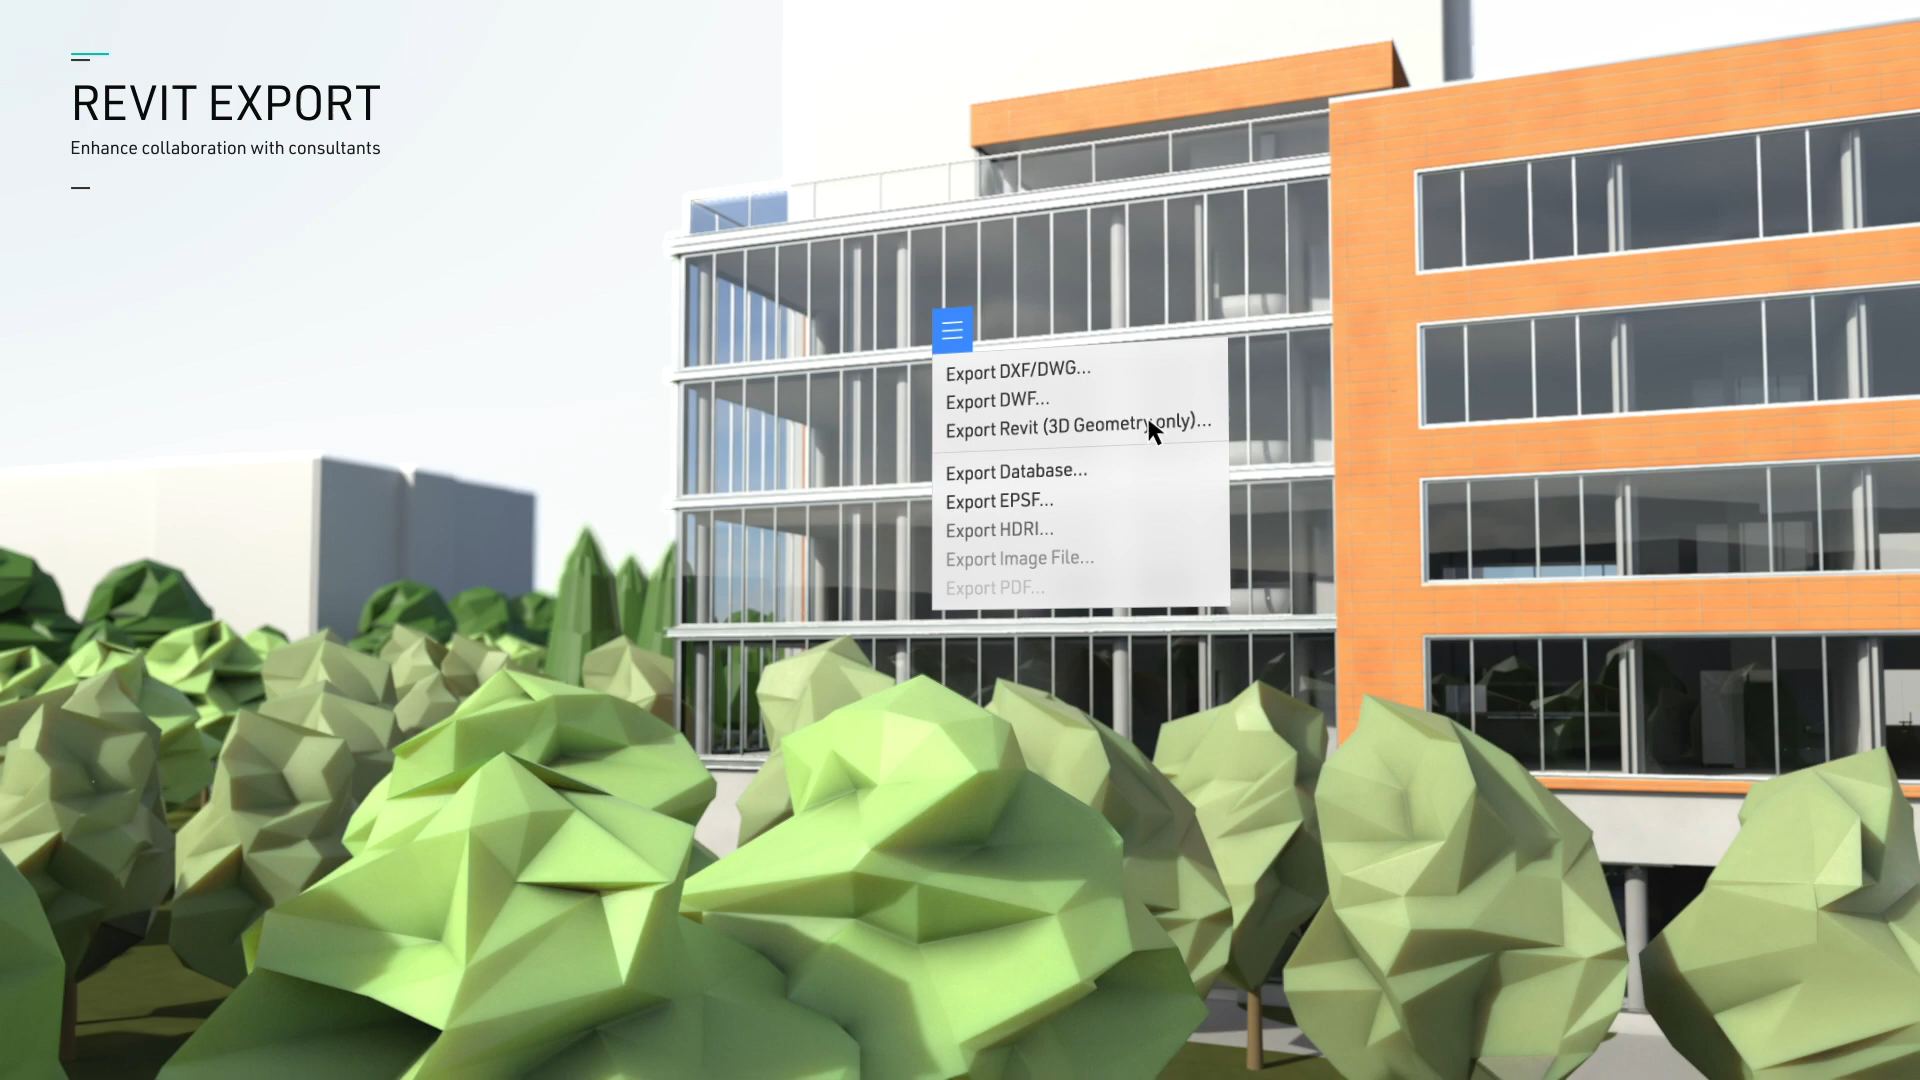 REVIT EXPORT
Enhance collaboration with consultants
Export DXF/DWG...
Export DWF...
Export Revit (3D Geometry only)...
Export Database...
Export EPSF...
Export HDRI...
Export Image File...
Export PDF...